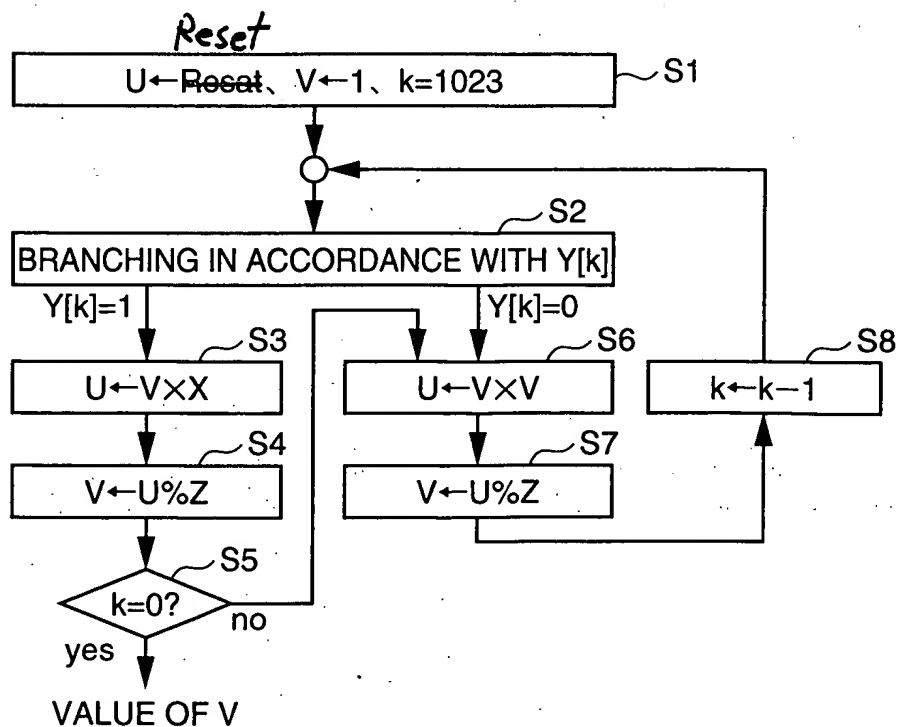 Reset
U←Rosat、V←1、k=1023
S1
S2
BRANCHING IN ACCORDANCE WITH Y[k]
Y[k]=1
Y[k]=0
S3
U←V×X
S6
U←V×V
S8
k←k−1
S4
V←U%Z
S7
V←U%Z
S5
k=0?
no
yes
VALUE OF V